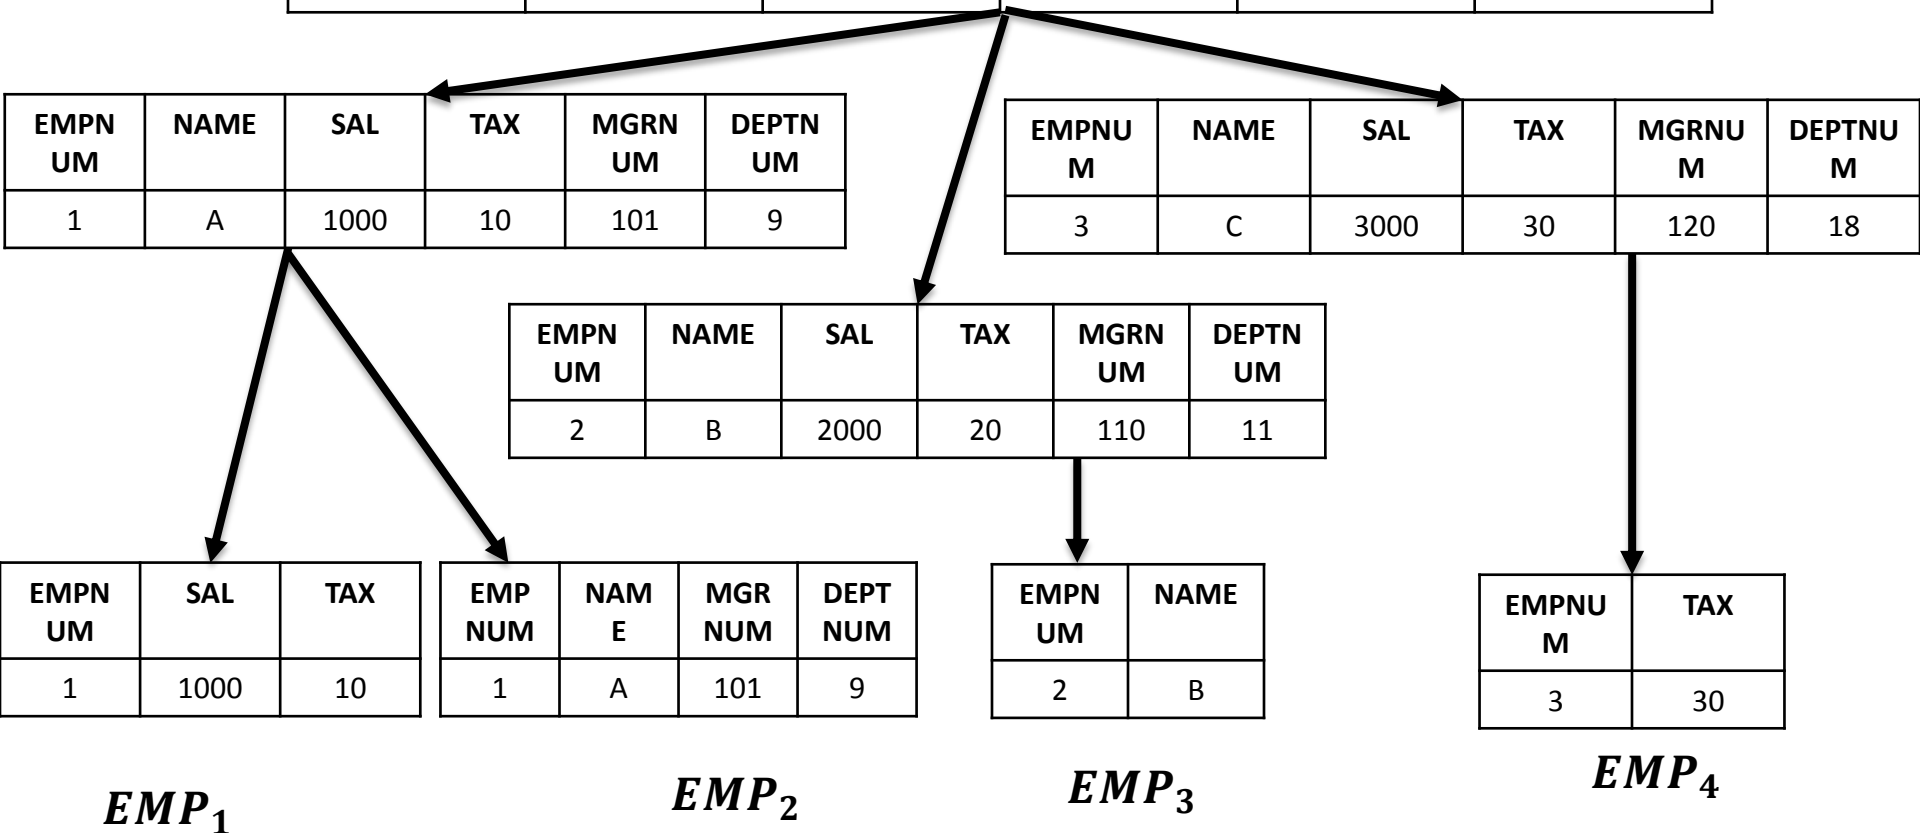 EMPN NAME SAL TAX MGRN DEPTN
UM UM UM
1 A 1000 10 101 9
EMPNU NAME SAL TAX MGRNU DEPTNU
M M M
3 C 3000 30 120 18
EMPN NAME SAL TAX MGRN DEPTN
UM UM UM
2 B 2000 20 110 11
EMPN SAL TAX
UM
1 1000 10
EMP NAM MGR DEPT
NUM E NUM NUM
1 A 101 9
EMPN NAME
UM
2 B
EMPNU TAX
M
3 30
EMP₁
EMP₂
EMP₃
EMP₄